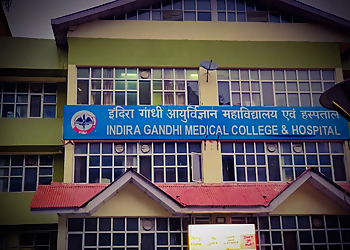 इंदिरा गांधी आयुर्विज्ञान महाविद्यालय एवं हस्पताल
INDIRA GANDHI MEDICAL COLLEGE & HOSPITAL